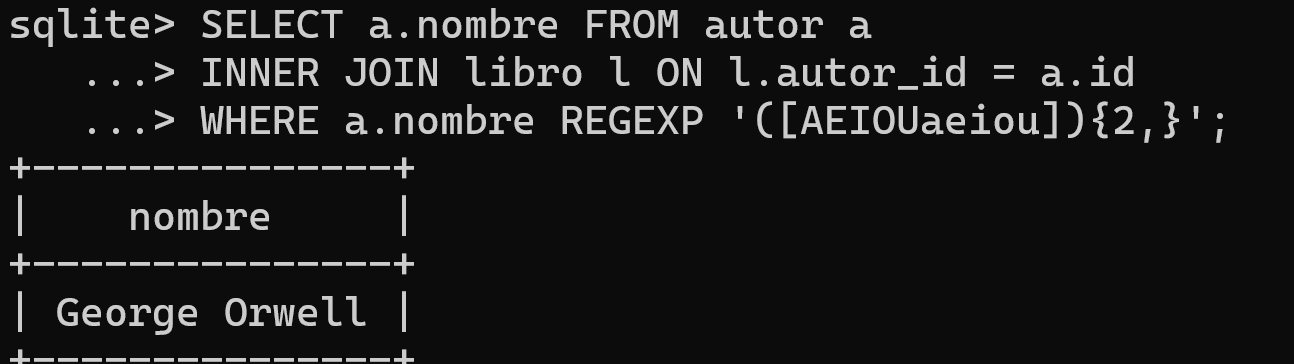 sqlite> SELECT a.nombre FROM autor a
   ...> INNER JOIN libro l ON l.autor_id = a.id
   ...> WHERE a.nombre REGEXP '([AEIOUaeiou]){2,}';
+---------------+
|    nombre     |
+---------------+
| George Orwell |
+---------------+